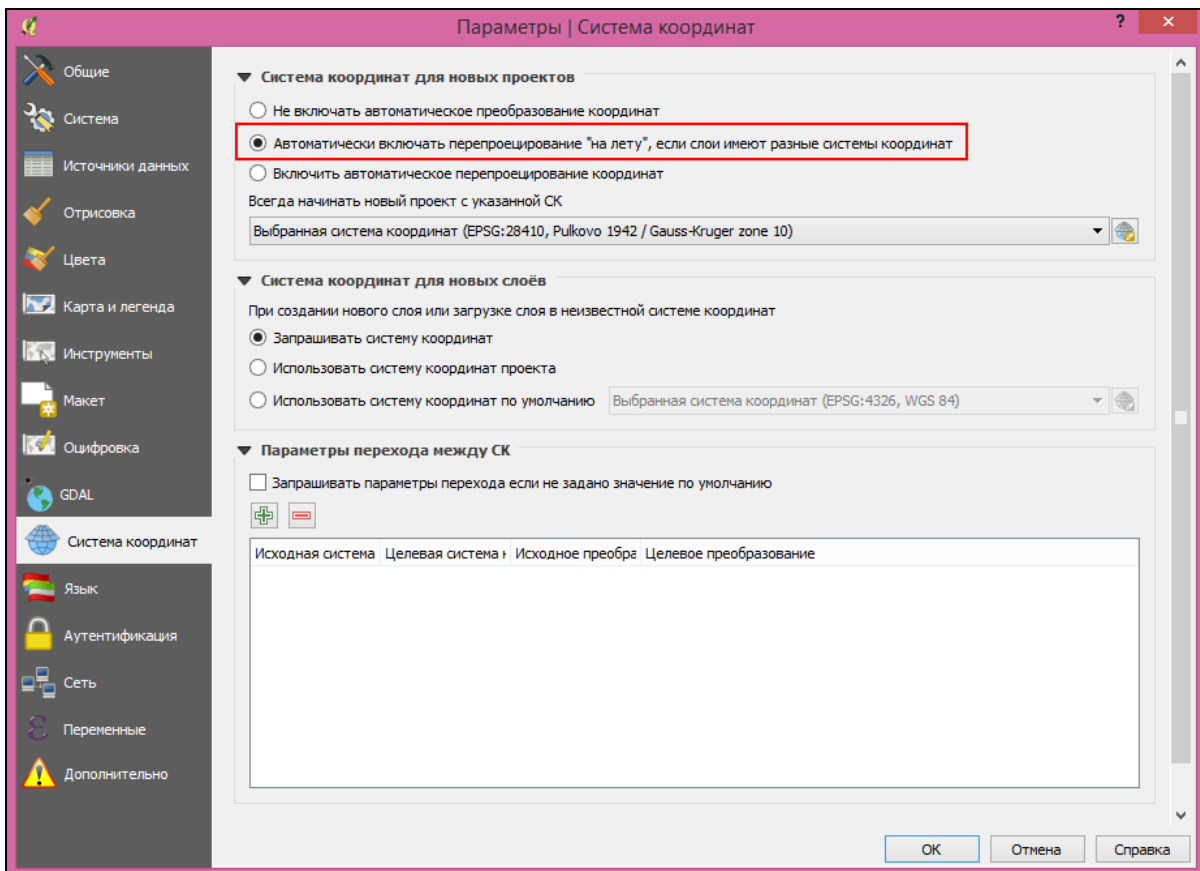 Параметры | Система координат
?
Общие
Система
Источники данных
Отрисовка
Цвета
Карта и легенда
Инструменты
Макет
Оцифровка
GDAL
Система координат
Язык
Аутентификация
Сеть
Переменные
Дополнительно
Система координат для новых проектов
Не включать автоматическое преобразование координат
Автоматически включать перепроецирование "на лету", если слои имеют разные системы координат
Включить автоматическое перепроецирование координат
Всегда начинать новый проект с указанной СК
Выбранная система координат (EPSG:28410, Pulkovo 1942 / Gauss-Kruger zone 10)
Система координат для новых слоёв
При создании нового слоя или загрузке слоя в неизвестной системе координат
Запрашивать систему координат
Использовать систему координат проекта
Использовать систему координат по умолчанию Выбранная система координат (EPSG:4326, WGS 84)
Параметры перехода между СК
Запрашивать параметры перехода если не задано значение по умолчанию
Исходная система Целевая система к Исходное преобра Целевое преобразование
OK Отмена Справка